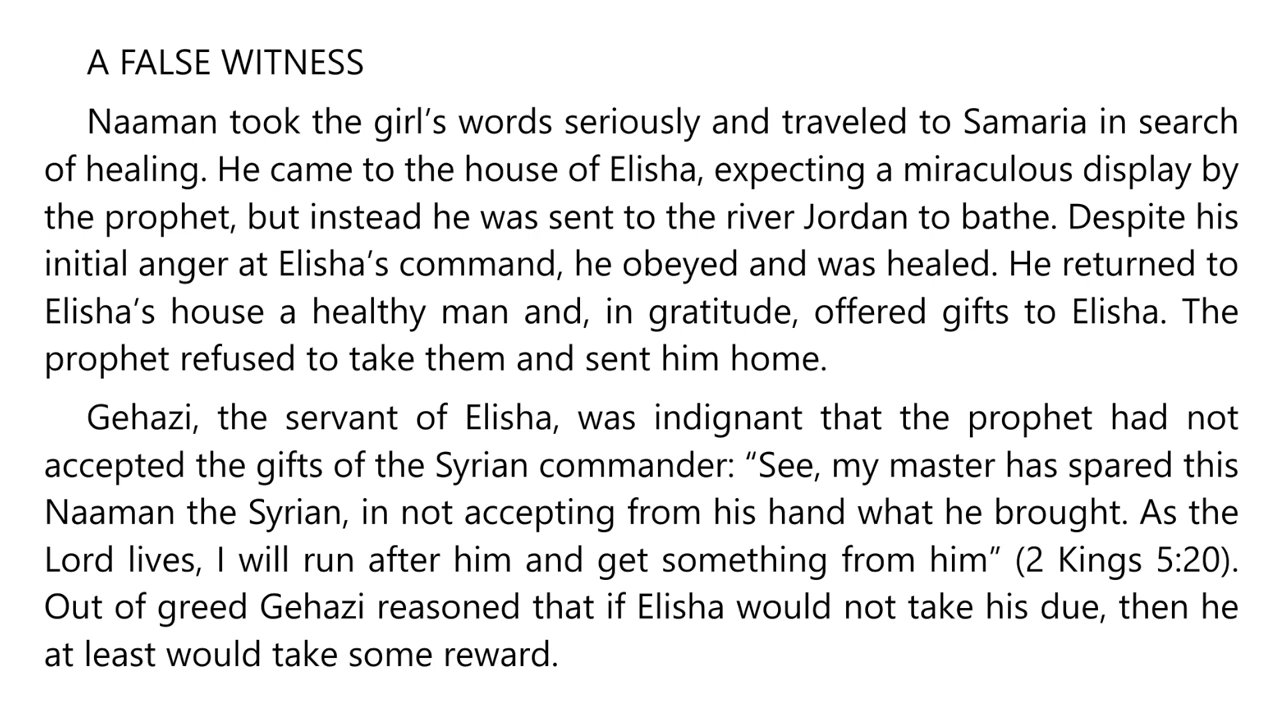 A FALSE WITNESS
Naaman took the girl’s words seriously and traveled to Samaria in search
of healing. He came to the house of Elisha, expecting a miraculous display by
the prophet, but instead he was sent to the river Jordan to bathe. Despite his
initial anger at Elisha’s command, he obeyed and was healed. He returned to
Elisha’s house a healthy man and, in gratitude, offered gifts to Elisha. The
prophet refused to take them and sent him home.
Gehazi, the servant of Elisha, was indignant that the prophet had not
accepted the gifts of the Syrian commander: “See, my master has spared this
Naaman the Syrian, in not accepting from his hand what he brought. As the
Lord lives, I will run after him and get something from him” (2 Kings 5:20).
Out of greed Gehazi reasoned that if Elisha would not take his due, then he
at least would take some reward.